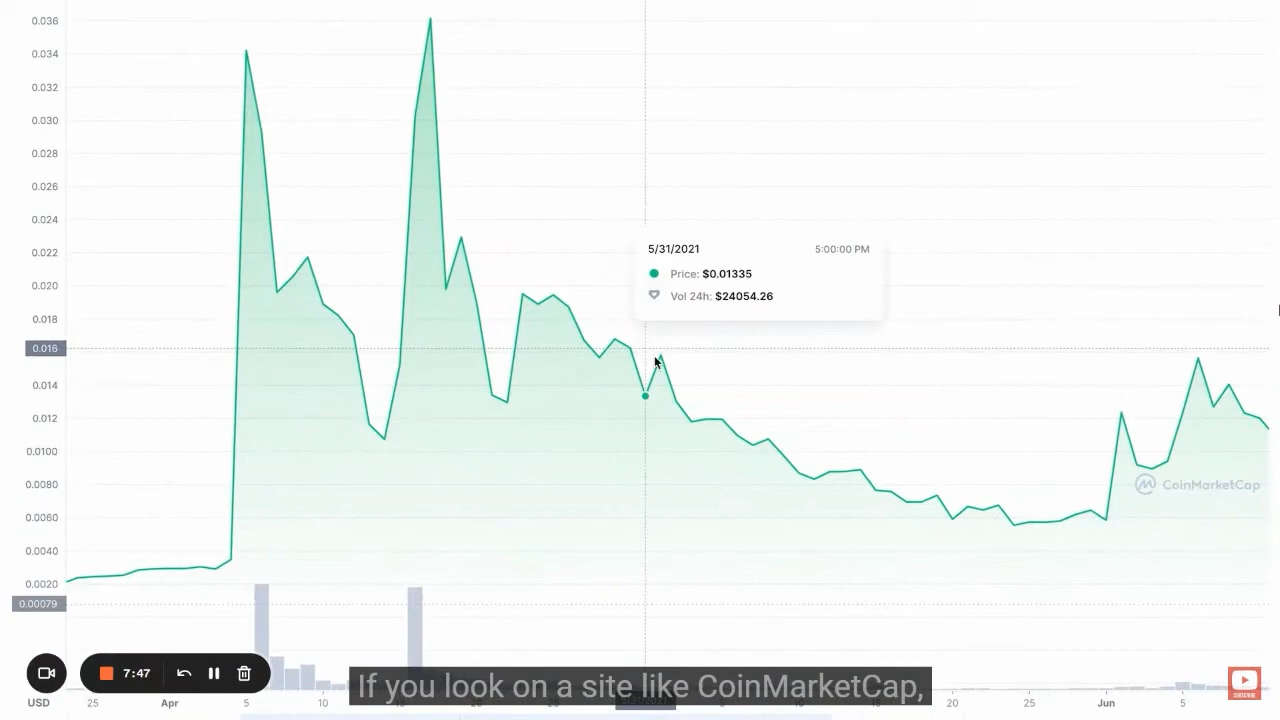 0.036
0.034
0.032
0.030
0.028
0.026
0.024
0.022
0.020
0.018
0.016
0.014
0.012
0.0100
0.0080
0.0060
0.0040
0.0020
0.00079
5/31/2021 5:00:00 PM
Price: $0.01335
Vol 24h: $24054.26
CoinMarketCap
7:47
If you look on a site like CoinMarketCap,
SUBSCRIBE
USD 25 Apr 5 10 20 20 Jun 5